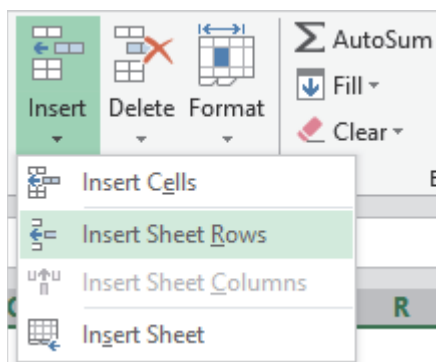 Insert Delete Format
AutoSum
Fill
Clear
Insert Cells
Insert Sheet Rows
Insert Sheet Columns
Insert Sheet
R